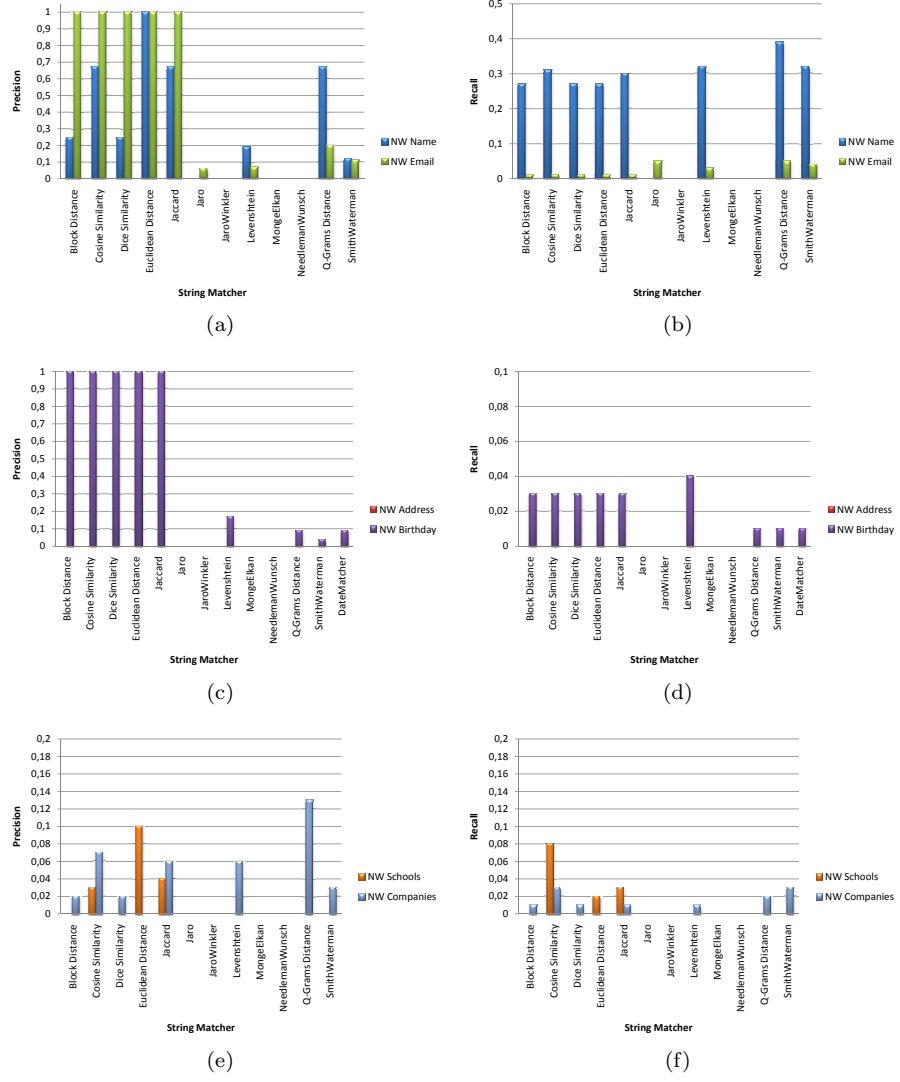 1
0,9
0,8
0,7
0,6
0,5
0,4
0,3
0,2
0,1
0
Precision
Block Distance
Cosine Similarity
Dice Similarity
Euclidean Distance
Jaccard
Jaro
JaroWinkler
Levenshtein
MongeElkan
NeedlemanWunsch
Q-Grams Distance
SmithWaterman
String Matcher
NW Name
NW Email
(a)
0,5
0,4
0,3
0,2
0,1
0
Recall
Block Distance
Cosine Similarity
Dice Similarity
Euclidean Distance
Jaccard
Jaro
JaroWinkler
Levenshtein
MongeElkan
NeedlemanWunsch
Q-Grams Distance
SmithWaterman
String Matcher
NW Name
NW Email
(b)
1
0,9
0,8
0,7
0,6
0,5
0,4
0,3
0,2
0,1
0
Precision
Block Distance
Cosine Similarity
Dice Similarity
Euclidean Distance
Jaccard
Jaro
JaroWinkler
Levenshtein
MongeElkan
NeedlemanWunsch
Q-Grams Distance
SmithWaterman
DateMatcher
String Matcher
NW Address
NW Birthday
(c)
0,1
0,08
0,06
0,04
0,02
0
Recall
Block Distance
Cosine Similarity
Dice Similarity
Euclidean Distance
Jaccard
Jaro
JaroWinkler
Levenshtein
MongeElkan
NeedlemanWunsch
Q-Grams Distance
SmithWaterman
DateMatcher
String Matcher
NW Address
NW Birthday
(d)
0,2
0,18
0,16
0,14
0,12
0,1
0,08
0,06
0,04
0,02
0
Precision
Block Distance
Cosine Similarity
Dice Similarity
Euclidean Distance
Jaccard
Jaro
JaroWinkler
Levenshtein
MongeElkan
NeedlemanWunsch
Q-Grams Distance
SmithWaterman
String Matcher
NW Schools
NW Companies
(e)
0,2
0,18
0,16
0,14
0,12
0,1
0,08
0,06
0,04
0,02
0
Recall
Block Distance
Cosine Similarity
Dice Similarity
Euclidean Distance
Jaccard
Jaro
JaroWinkler
Levenshtein
MongeElkan
NeedlemanWunsch
Q-Grams Distance
SmithWaterman
String Matcher
NW Schools
NW Companies
(f)